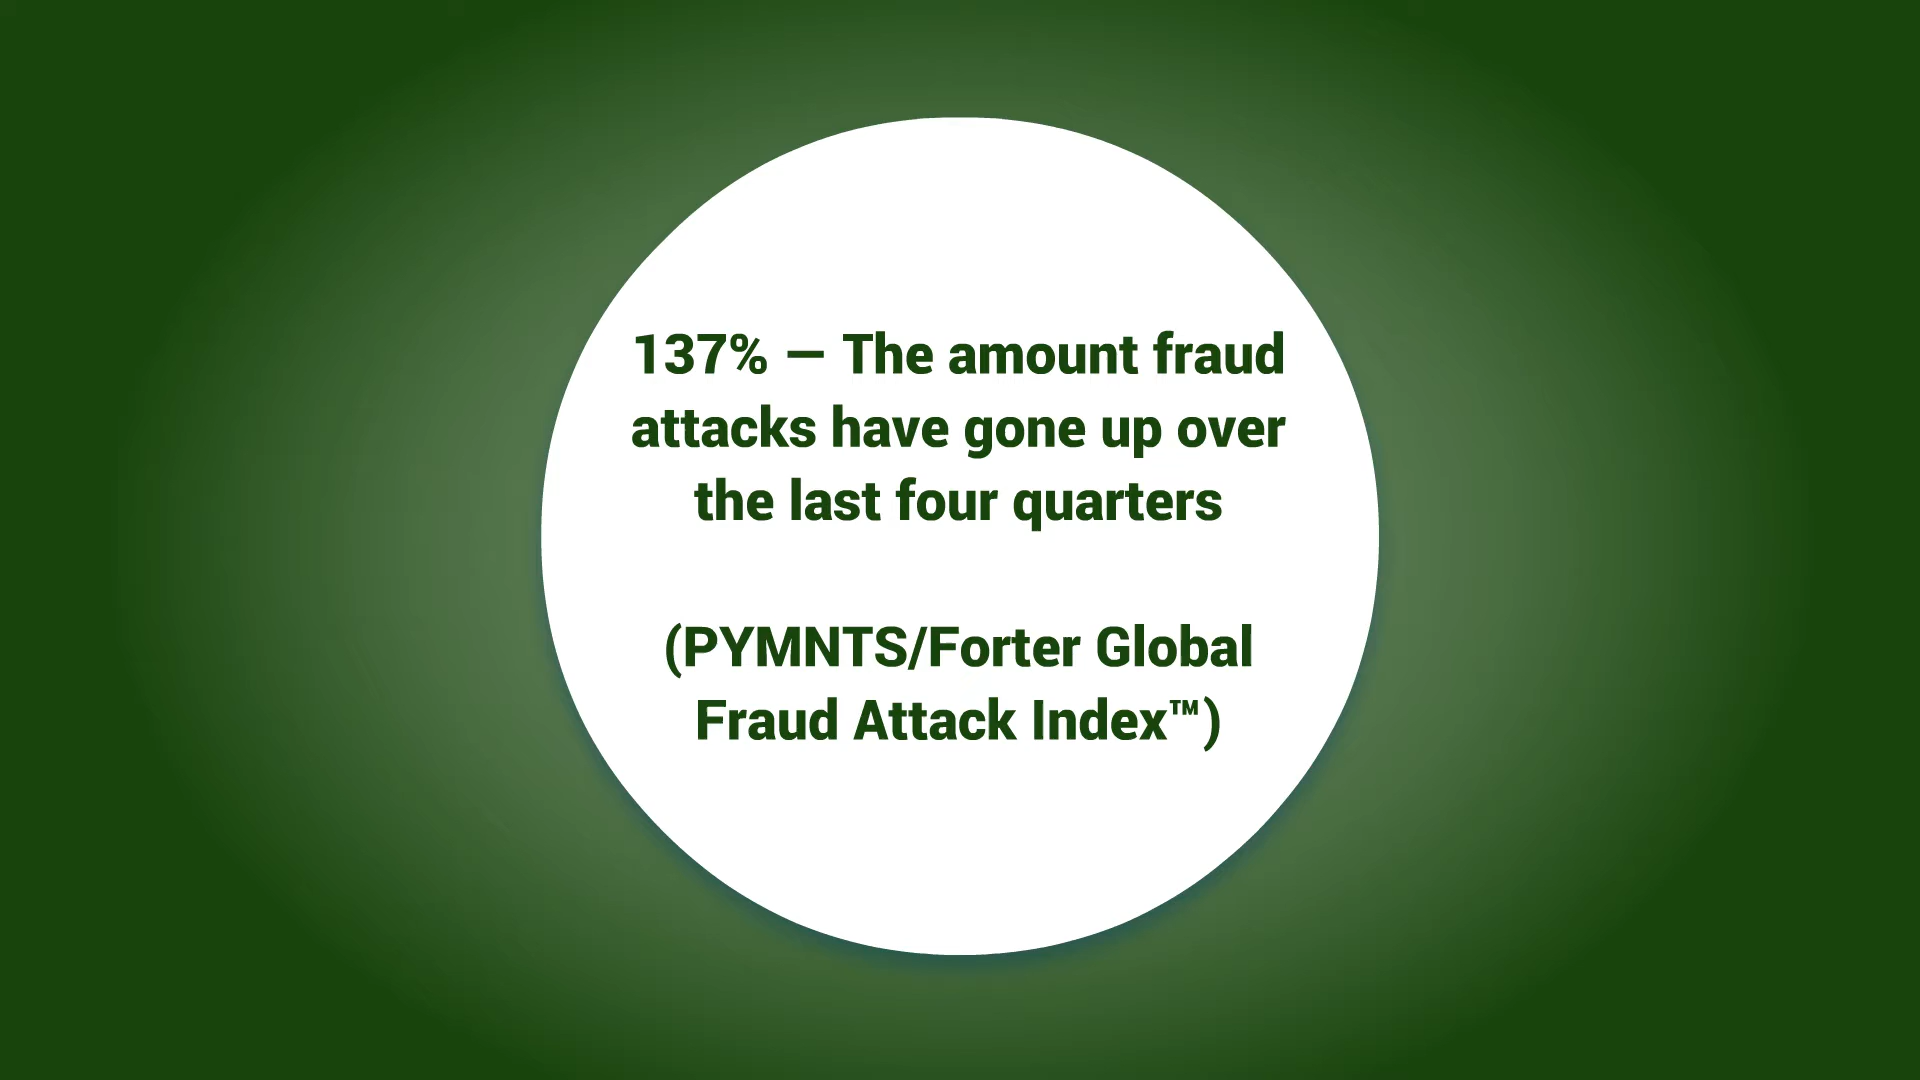 137% — The amount fraud
attacks have gone up over
the last four quarters
(PYMNTS/Forter Global
Fraud Attack Index™)